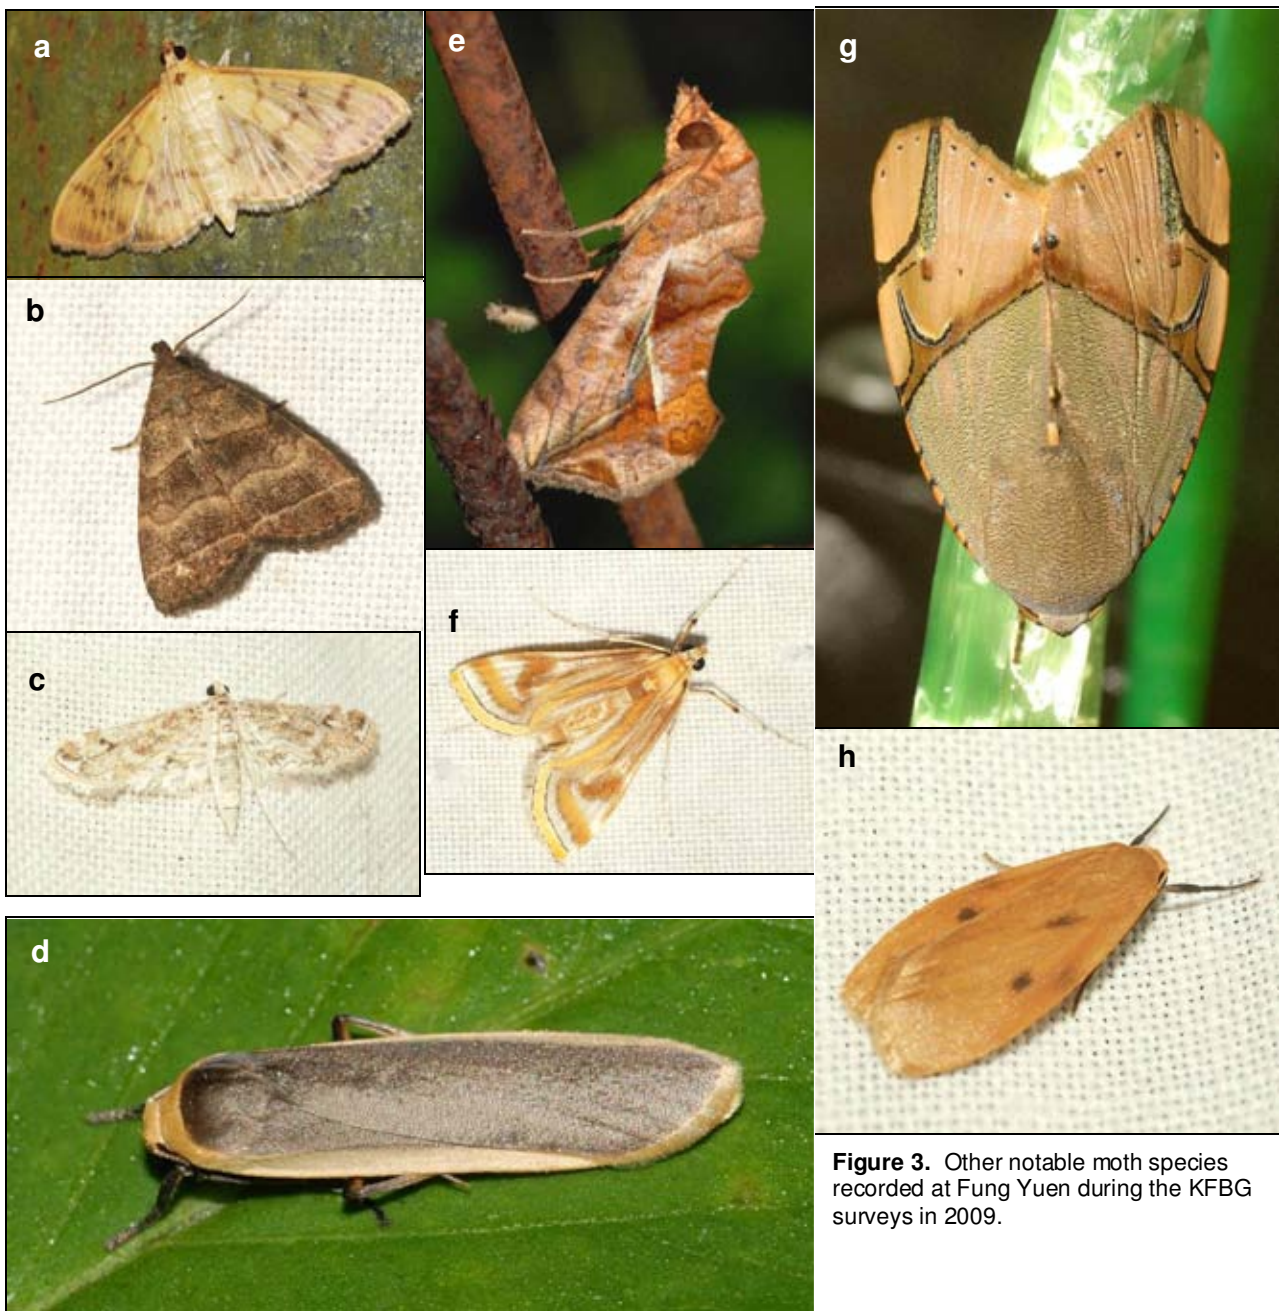 a
b
c
d
e
f
g
h
Figure 3. Other notable moth species
recorded at Fung Yuen during the KFBG
surveys in 2009.